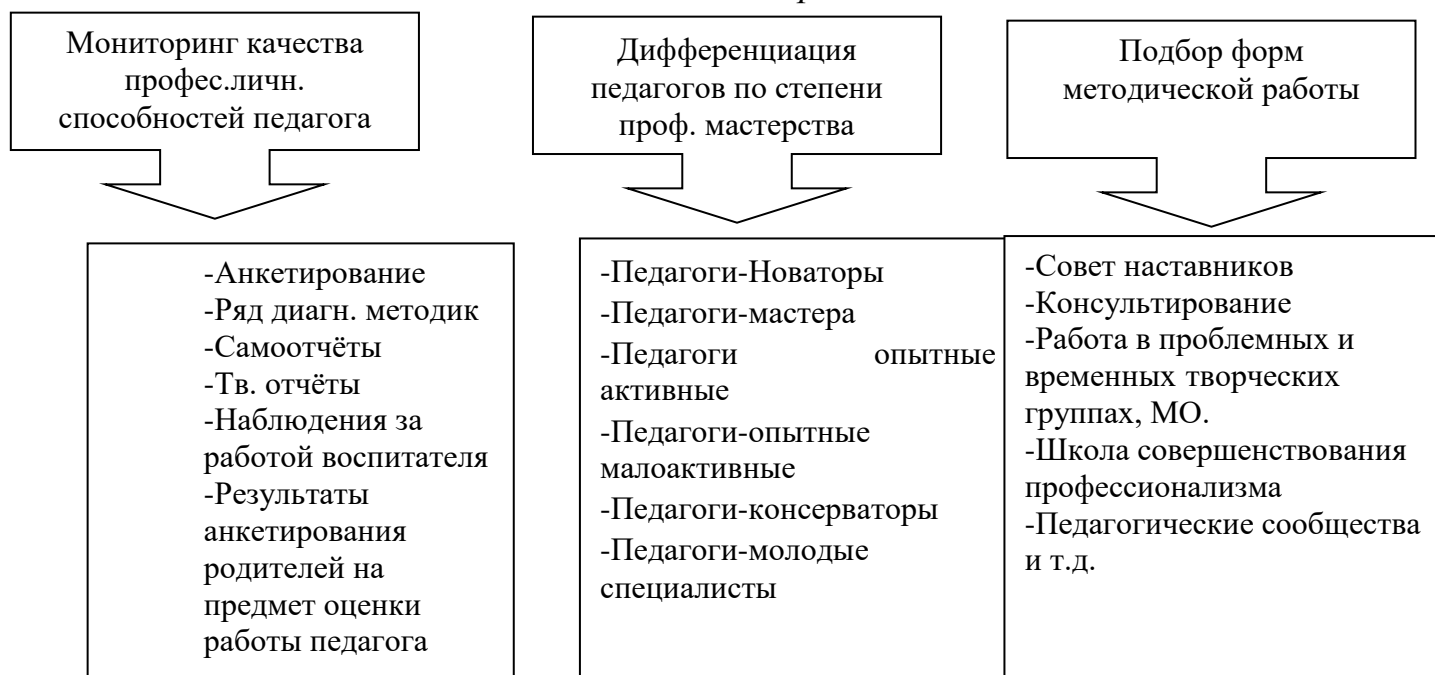 Мониторинг качества
профес.личн.
способностей педагога
Дифференциация
педагогов по степени
проф. мастерства
Подбор форм
методической работы
-Анкетирование
-Ряд диагн. методик
-Самоотчёты
-Тв. отчёты
-Наблюдения за
работой воспитателя
-Результаты
анкетирования
родителей на
предмет оценки
работы педагога
-Педагоги-Новаторы
-Педагоги-мастера
-Педагоги опытные
активные
-Педагоги-опытные
малоактивные
-Педагоги-консерваторы
-Педагоги-молодые
специалисты
-Совет наставников
-Консультирование
-Работа в проблемных и
временных творческих
группах, МО.
-Школа совершенствования
профессионализма
-Педагогические сообщества
и т.д.